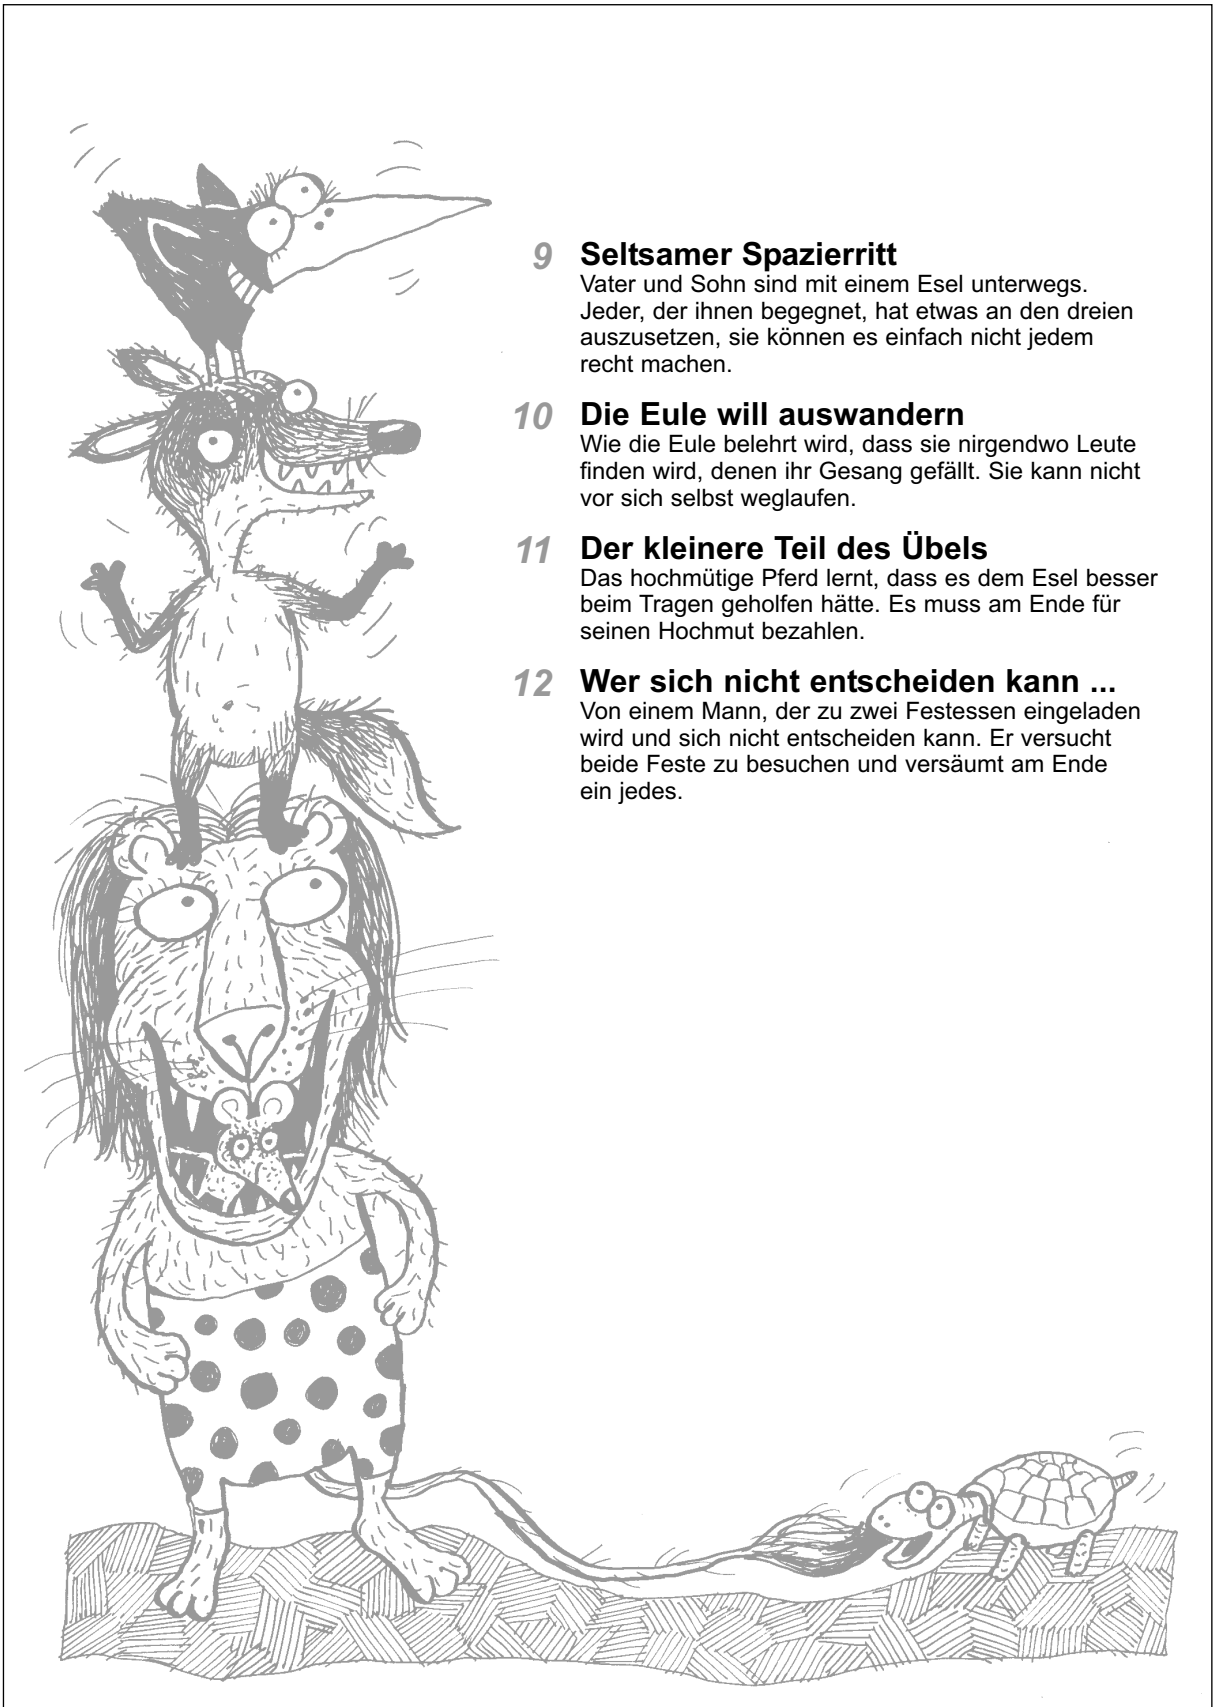 9 Seltsamer Spazierritt
Vater und Sohn sind mit einem Esel unterwegs.
Jeder, der ihnen begegnet, hat etwas an den dreien
auszusetzen, sie können es einfach nicht jedem
recht machen.
10 Die Eule will auswandern
Wie die Eule belehrt wird, dass sie nirgendwo Leute
finden wird, denen ihr Gesang gefällt. Sie kann nicht
vor sich selbst weglaufen.
11 Der kleinere Teil des Übels
Das hochmütige Pferd lernt, dass es dem Esel besser
beim Tragen geholfen hätte. Es muss am Ende für
seinen Hochmut bezahlen.
12 Wer sich nicht entscheiden kann ...
Von einem Mann, der zu zwei Festessen eingeladen
wird und sich nicht entscheiden kann. Er versucht
beide Feste zu besuchen und versäumt am Ende
ein jedes.